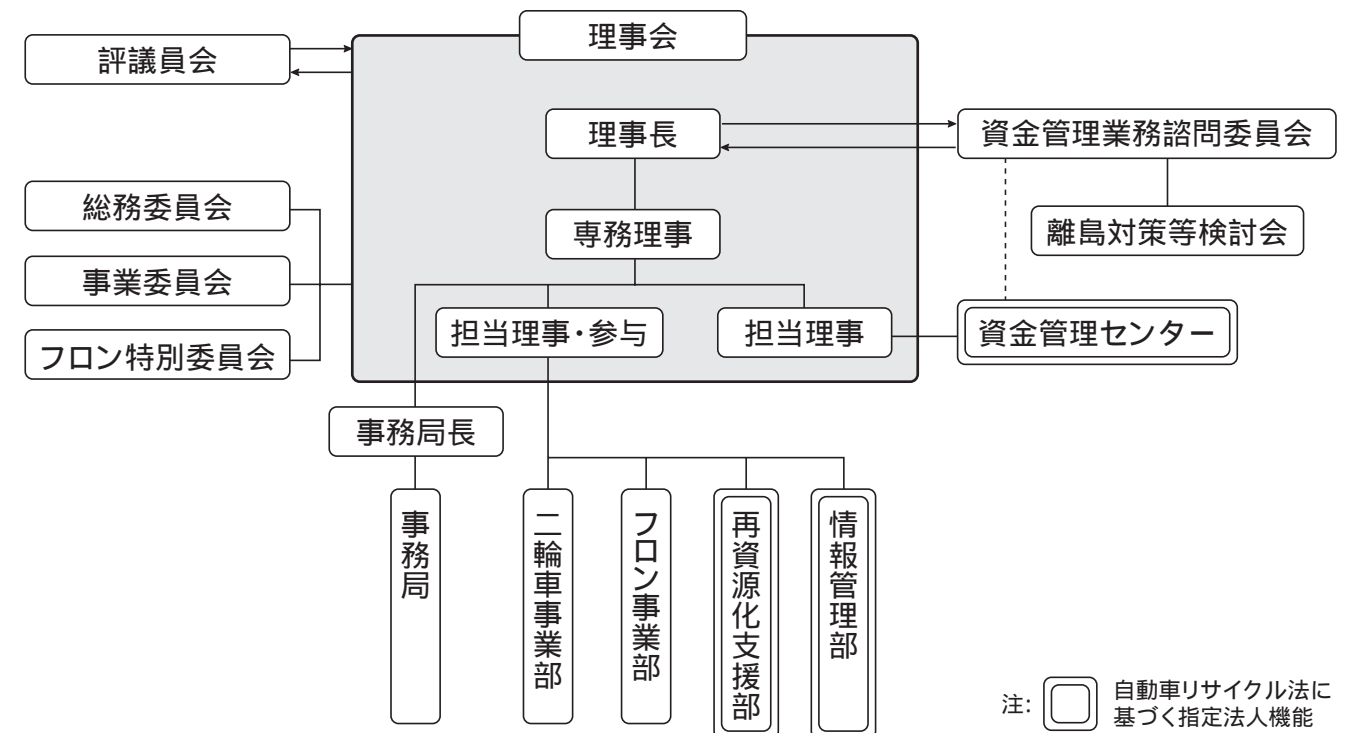 理事会
評議員会
理事長
資金管理業務諮問委員会
総務委員会
専務理事
離島対策等検討会
事業委員会
担当理事・参与
担当理事
資金管理センター
フロン特別委員会
事務局長
事務局
二輪車事業部
フロン事業部
再資源化支援部
情報管理部
注:
自動車リサイクル法に
基づく指定法人機能